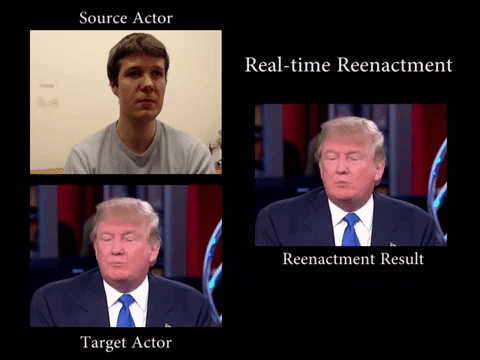 Source Actor
Real-time Reenactment
Reenactment Result
Target Actor